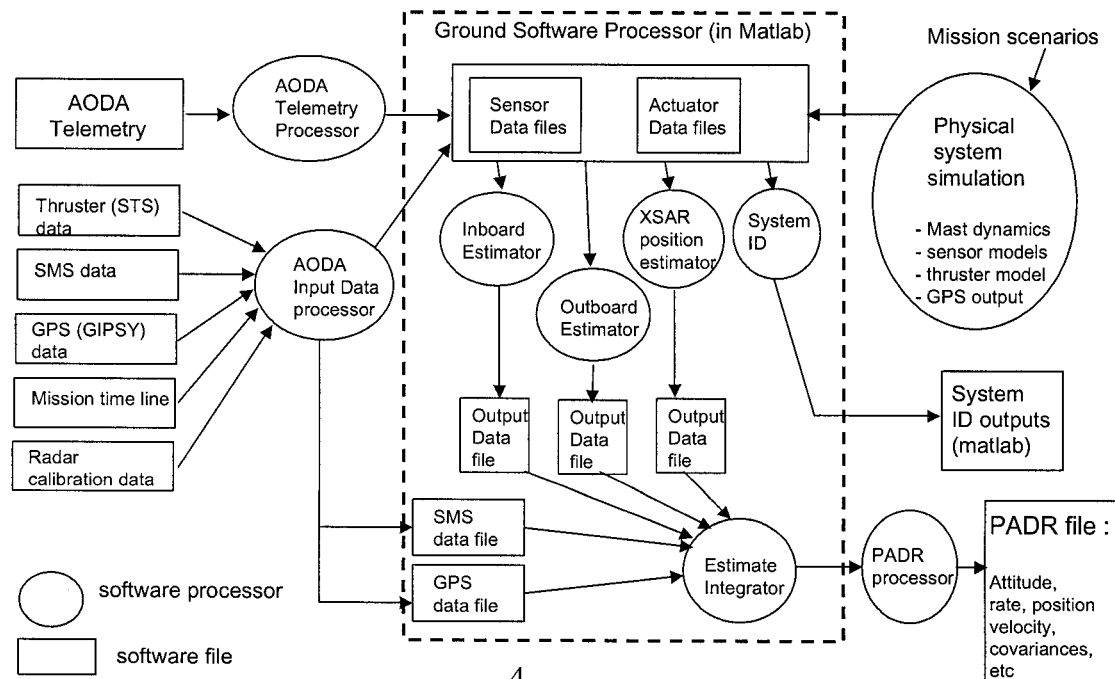 Ground Software Processor (in Matlab)
Mission scenarios
AODA
Telemetry
AODA
Telemetry
Processor
Sensor
Data files
Actuator
Data files
Physical
system
simulation
- Mast dynamics
- sensor models
- thruster model
- GPS output
Thruster (STS)
data
SMS data
GPS (GIPSY)
data
Mission time line
Radar
calibration data
AODA
Input Data
processor
Inboard
Estimator
Outboard
Estimator
XSAR
position
estimator
System
ID
Output
Data
file
Output
Data
file
Output
Data
file
System
ID outputs
(matlab)
SMS
data file
GPS
data file
Estimate
Integrator
PADR
processor
PADR file :
Attitude,
rate, position
velocity,
covariances,
etc
software processor
software file
4